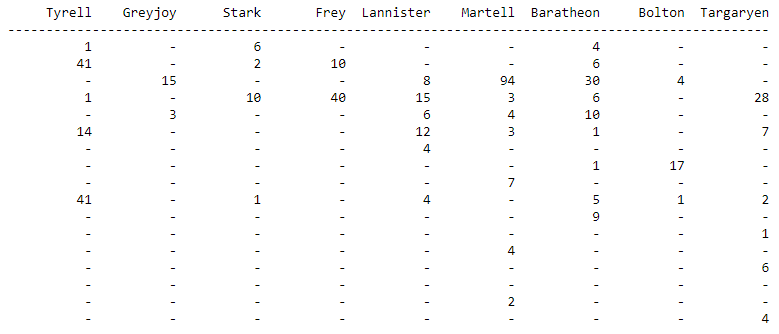 Tyrell Greyjoy Stark Frey Lannister Martell Baratheon Bolton Targaryen
--------------------------------------------------------------------------------------------------
1 - 6 - - - 4 - -
41 - 2 10 - - 6 - -
- 15 - - 8 94 30 4 -
1 - 10 40 15 3 6 - 28
- 3 - - 6 4 10 - -
14 - - - 12 3 1 - 7
- - - - 4 - - - -
- - - - - - 1 17 -
- - - - - 7 - - -
41 - 1 - 4 - 5 1 2
- - - - - - 9 - -
- - - - - - - - 1
- - - - - 4 - - -
- - - - - - - - 6
- - - - - - - - -
- - - - - 2 - - -
- - - - - - - - 4